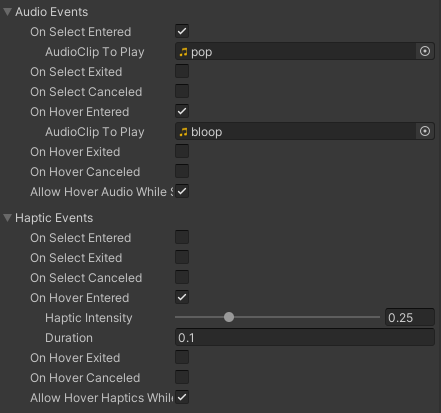 Audio Events
On Select Entered
AudioClip To Play pop
On Select Exited
On Select Canceled
On Hover Entered
AudioClip To Play bloop
On Hover Exited
On Hover Canceled
Allow Hover Audio While S
Haptic Events
On Select Entered
On Select Exited
On Select Canceled
On Hover Entered
Haptic Intensity 0.25
Duration 0.1
On Hover Exited
On Hover Canceled
Allow Hover Haptics While